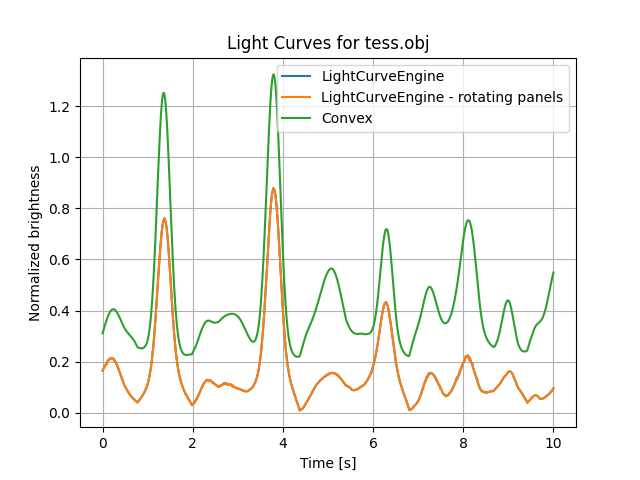 Light Curves for tess.obj
LightCurveEngine
LightCurveEngine - rotating panels
Convex
Normalized brightness
1.2
1.0
0.8
0.6
0.4
0.2
0.0
0 2 4 6 8 10
Time [s]